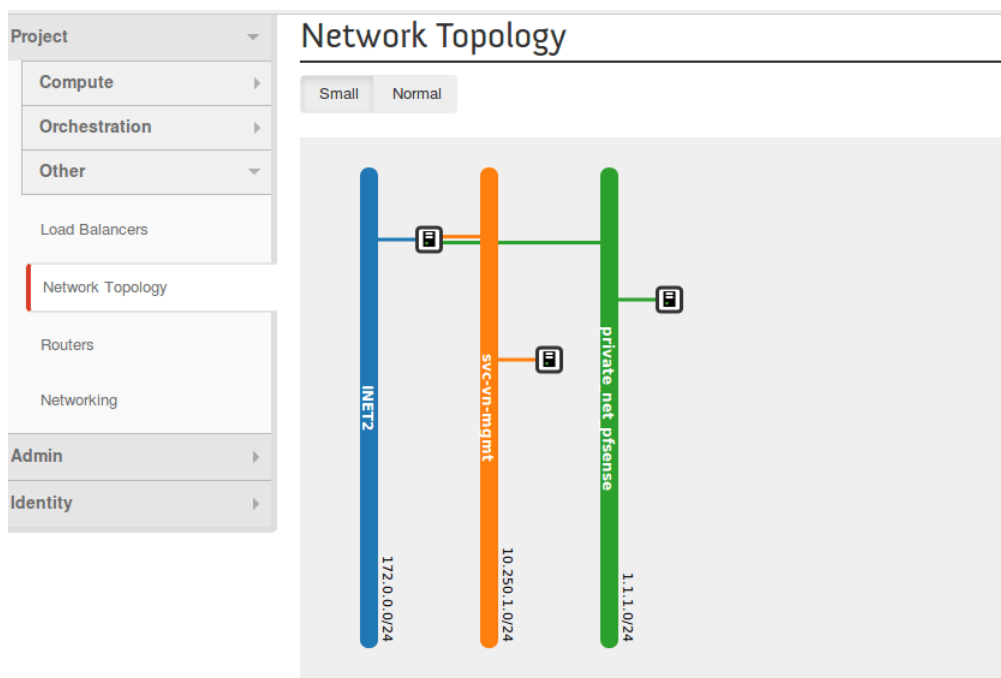 Project
Compute
Orchestration
Other
Load Balancers
Network Topology
Routers
Networking
Admin
Identity
Network Topology
Small Normal
INET2
172.0.0.0/24
svc-vn-mgmt
10.250.1.0/24
private_net_pfsense
1.1.1.0/24